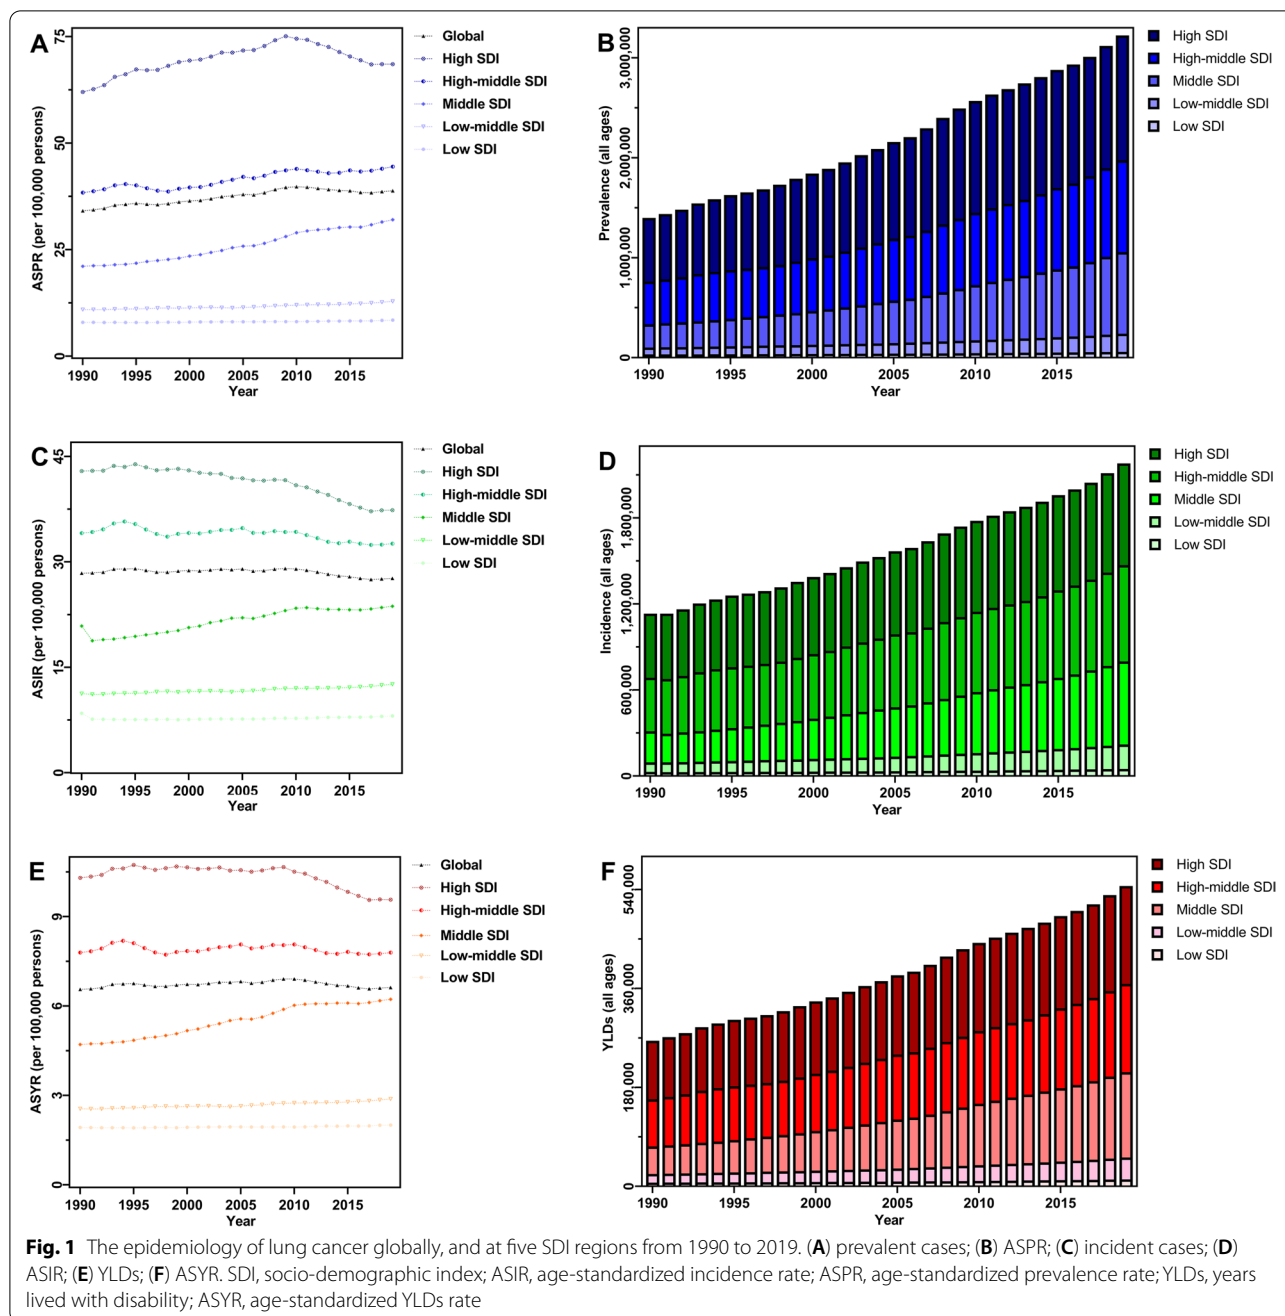 A
ASPR (per 100,000 persons)
75
50
25
0
1990 1995 2000 2005 2010 2015
Year
Global
High SDI
High-middle SDI
Middle SDI
Low-middle SDI
Low SDI
B
Prevalence (all ages)
3,000,000
2,000,000
1,000,000
0
1990 1995 2000 2005 2010 2015
Year
High SDI
High-middle SDI
Middle SDI
Low-middle SDI
Low SDI
C
ASIR (per 100,000 persons)
45
30
15
0
1990 1995 2000 2005 2010 2015
Year
Global
High SDI
High-middle SDI
Middle SDI
Low-middle SDI
Low SDI
D
Incidence (all ages)
1,800,000
1,200,000
600,000
0
1990 1995 2000 2005 2010 2015
Year
High SDI
High-middle SDI
Middle SDI
Low-middle SDI
Low SDI
E
ASYR (per 100,000 persons)
9
6
3
0
1990 1995 2000 2005 2010 2015
Year
Global
High SDI
High-middle SDI
Middle SDI
Low-middle SDI
Low SDI
F
YLDs (all ages)
540,000
360,000
180,000
0
1990 1995 2000 2005 2010 2015
Year
High SDI
High-middle SDI
Middle SDI
Low-middle SDI
Low SDI
Fig. 1 The epidemiology of lung cancer globally, and at five SDI regions from 1990 to 2019. (A) prevalent cases; (B) ASPR; (C) incident cases; (D)
ASIR; (E) YLDs; (F) ASYR. SDI, socio-demographic index; ASIR, age-standardized incidence rate; ASPR, age-standardized prevalence rate; YLDs, years
lived with disability; ASYR, age-standardized YLDs rate